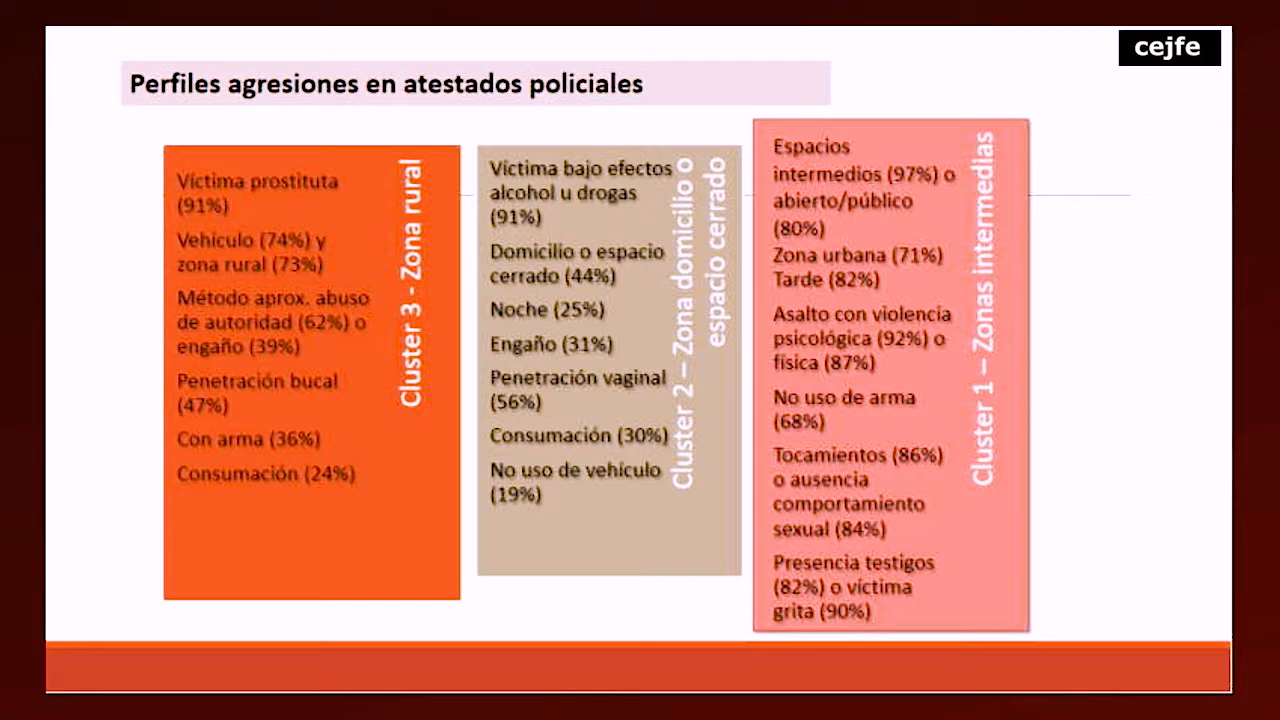 cejfe
Perfiles agresiones en atestados policiales
Víctima prostituta
(91%)
Vehículo (74%) y
zona rural (73%)
Método aprox. abuso
de autoridad (62%) o
engaño (39%)
Penetración bucal
(47%)
Con arma (36%)
Consumación (24%)
Cluster 3 - Zona rural
Víctima bajo efectos
alcohol u drogas
(91%)
Domicilio o espacio
cerrado (44%)
Noche (25%)
Engaño (31%)
Penetración vaginal
(56%)
Consumación (30%)
No uso de vehículo
(19%)
Cluster 2 – Zona domicilio o
espacio cerrado
Espacios
intermedios (97%) o
abierto/público
(80%)
Zona urbana (71%)
Tarde (82%)
Asalto con violencia
psicológica (92%) o
física (87%)
No uso de arma
(68%)
Tocamientos (86%)
o ausencia
comportamiento
sexual (84%)
Presencia testigos
(82%) o víctima
grita (90%)
Cluster 1 – Zonas intermedias